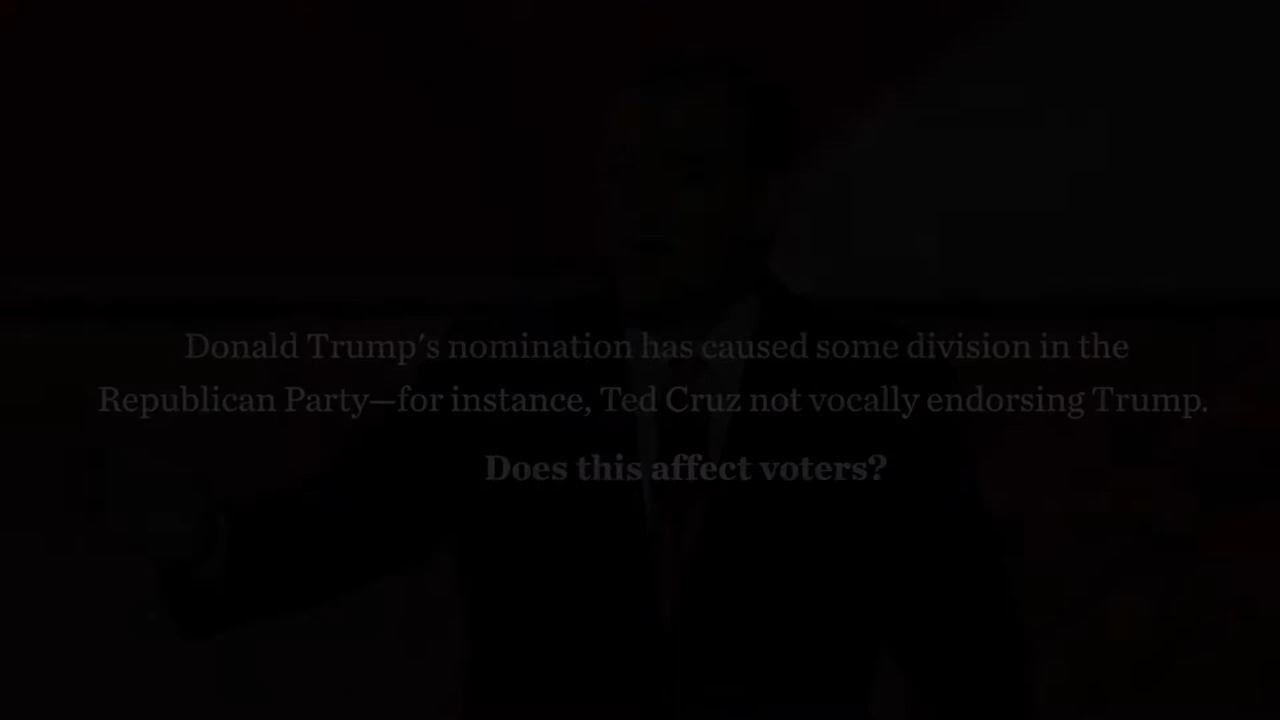 Donald Trump's nomination has caused some division in the
Republican Party—for instance, Ted Cruz not vocally endorsing Trump.
Does this affect voters?